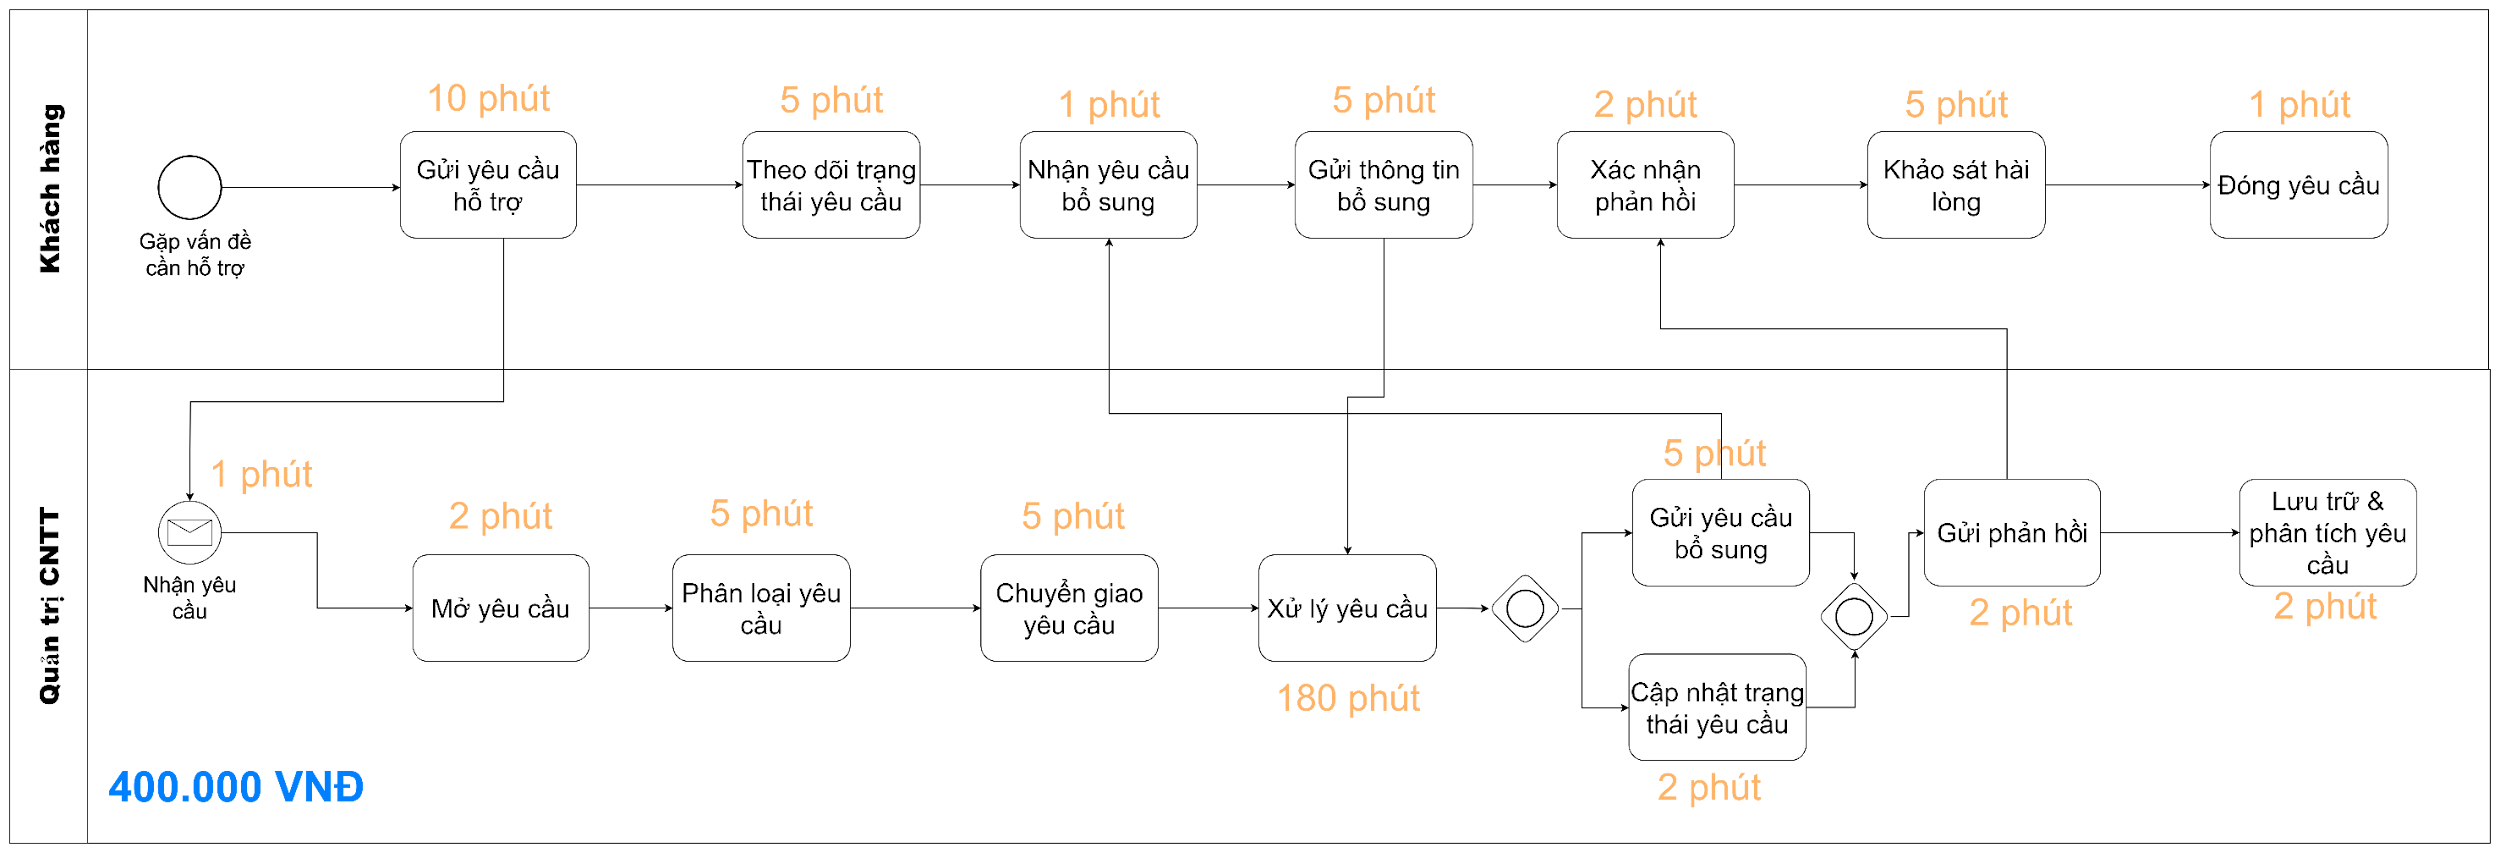 Khách hàng
10 phút
5 phút
1 phút
5 phút
2 phút
5 phút
1 phút
Gặp vấn đề
cần hỗ trợ
Gửi yêu cầu
hỗ trợ
Theo dõi trạng
thái yêu cầu
Nhận yêu cầu
bổ sung
Gửi thông tin
bổ sung
Xác nhận
phản hồi
Khảo sát hài
lòng
Đóng yêu cầu
Quản trị CNTT
1 phút
Nhận yêu
cầu
2 phút
Mở yêu cầu
5 phút
Phân loại yêu
cầu
5 phút
Chuyển giao
yêu cầu
Xử lý yêu cầu
180 phút
5 phút
Gửi yêu cầu
bổ sung
Cập nhật trạng
thái yêu cầu
2 phút
Gửi phản hồi
2 phút
Lưu trữ &
phân tích yêu
cầu
2 phút
400.000 VNĐ